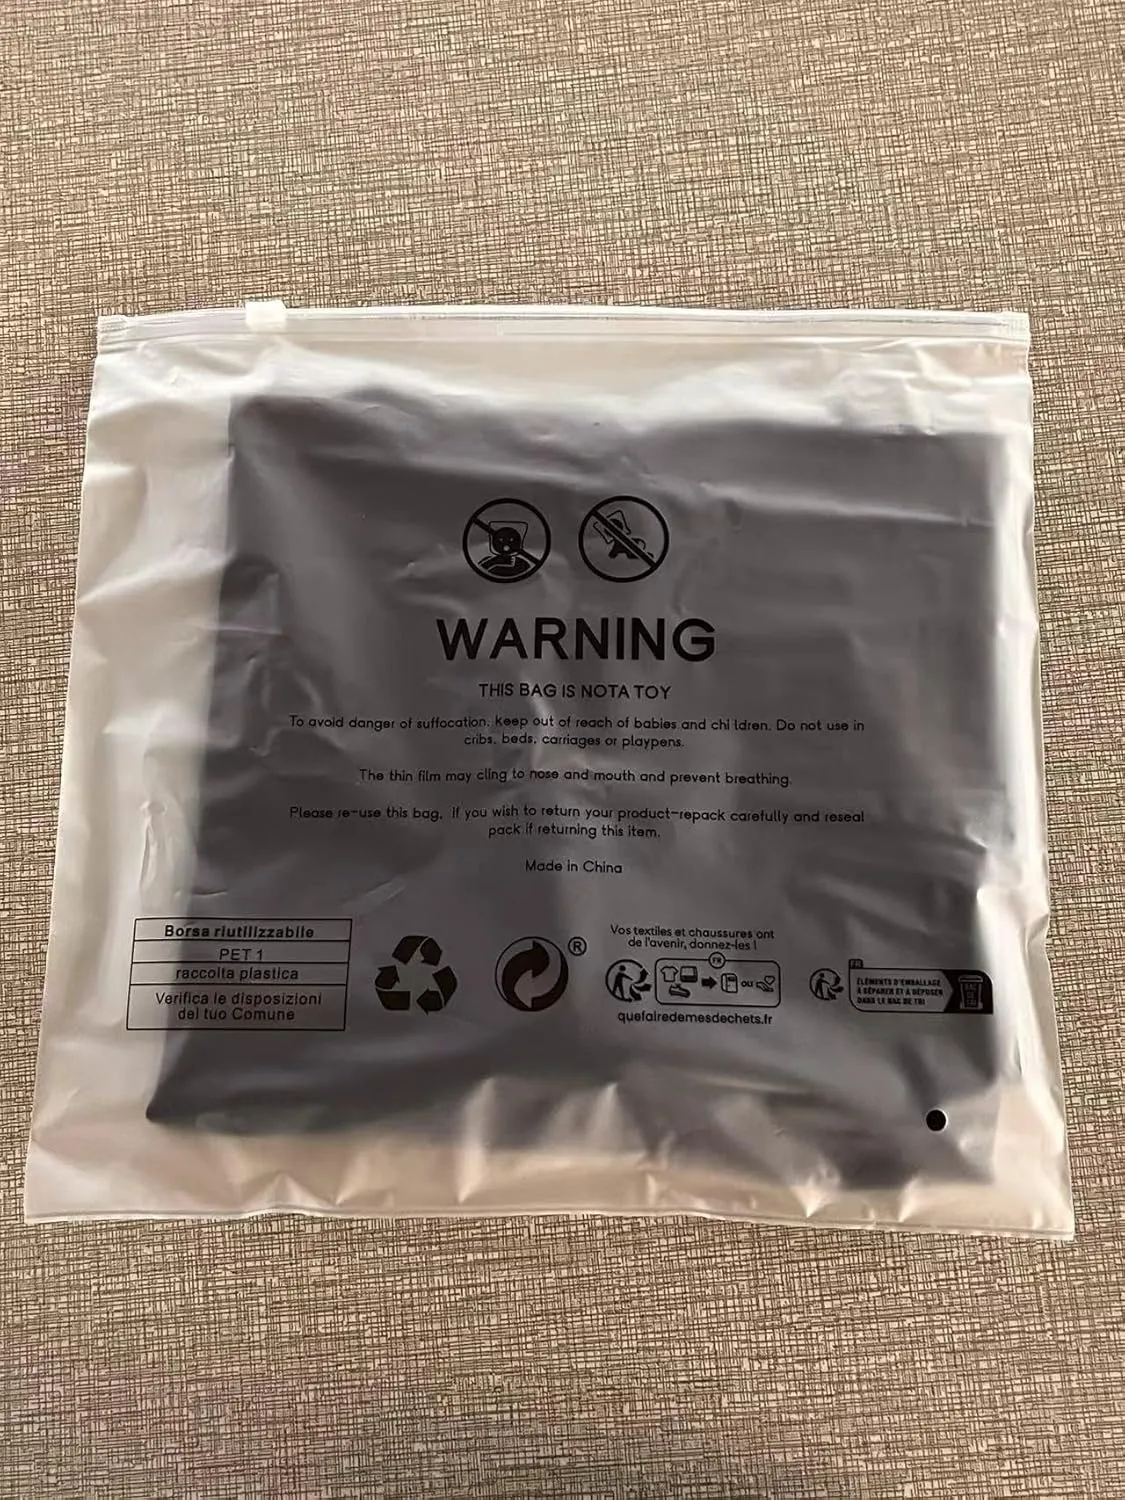 WARNING
THIS BAG IS NOT A TOY
To avoid danger of suffocation, keep out of reach of babies and chi ldren. Do not use in
cribs, beds, carriages or playpens.
The thin film may cling to nose and mouth and prevent breathing.
Please re-use this bag, If you wish to return your product-repack carefully and reseal
pack if returning this item.
Made in China
Borsa riutilizzabile
PET 1
raccolta plastica
Verifica le disposizioni
del tuo Comune
®
Vos textiles et chaussures ont
de l'avenir, donnez-les !
FR
ou
quefairedemesdechets.fr
FR
ÉLÉMENTS D'EMBALLAGE
À SÉPARER ET À DÉPOSER
DANS LE BAC DE TRI
BAC
DE
TRI